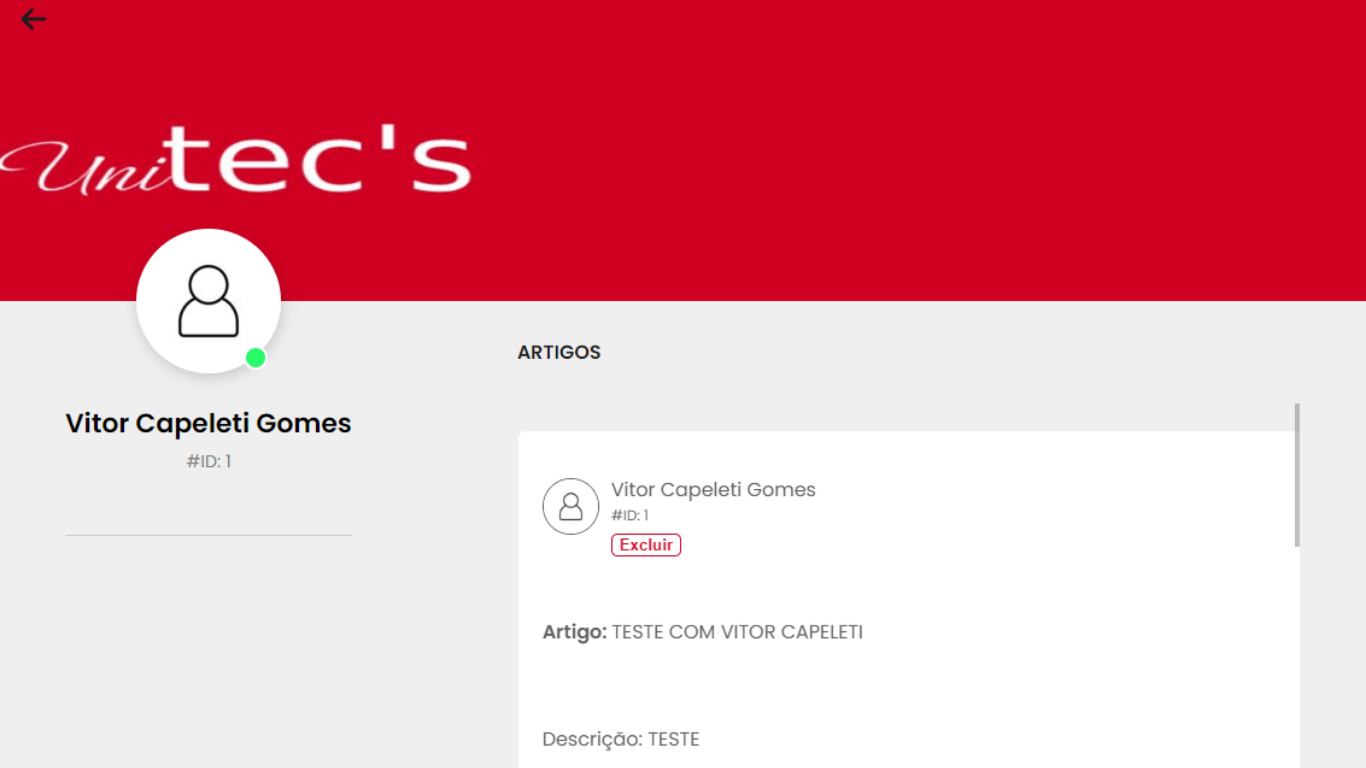 Unitec's
Vitor Capeleti Gomes
#ID: 1
ARTIGOS
Vitor Capeleti Gomes
#ID: 1
Excluir
Artigo: TESTE COM VITOR CAPELETI
Descrição: TESTE